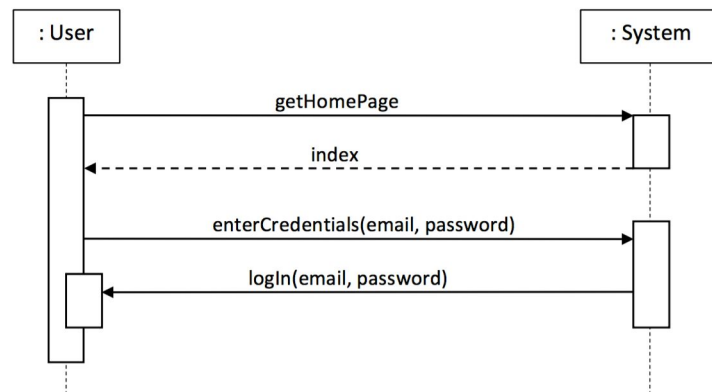 : User
: System
getHomePage
index
enterCredentials(email, password)
logIn(email, password)